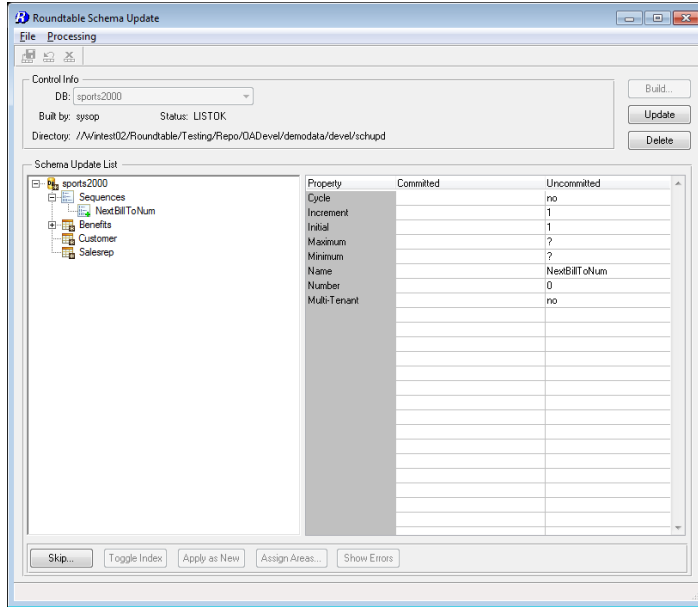 Roundtable Schema Update
File Processing
Control Info
DB: sports2000
Build...
Built by: sysop Status: LISTOK
Update
Directory: //Wintest02/Roundtable/Testing/Repo/OADevel/demodata/devel/schupd
Delete
Schema Update List
sports2000
Sequences
NextBillToNum
Benefits
Customer
Salesrep
Property Committed Uncommitted
Cycle no
Increment 1
Initial 1
Maximum ?
Minimum ?
Name NextBillToNum
Number 0
Multi-Tenant no
Skip... Toggle Index Apply as New Assign Areas... Show Errors